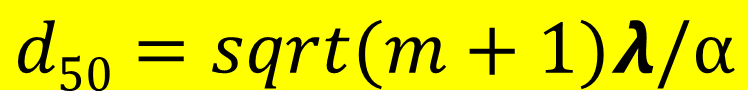 d₅₀ = sqrt(m + 1)λ/α